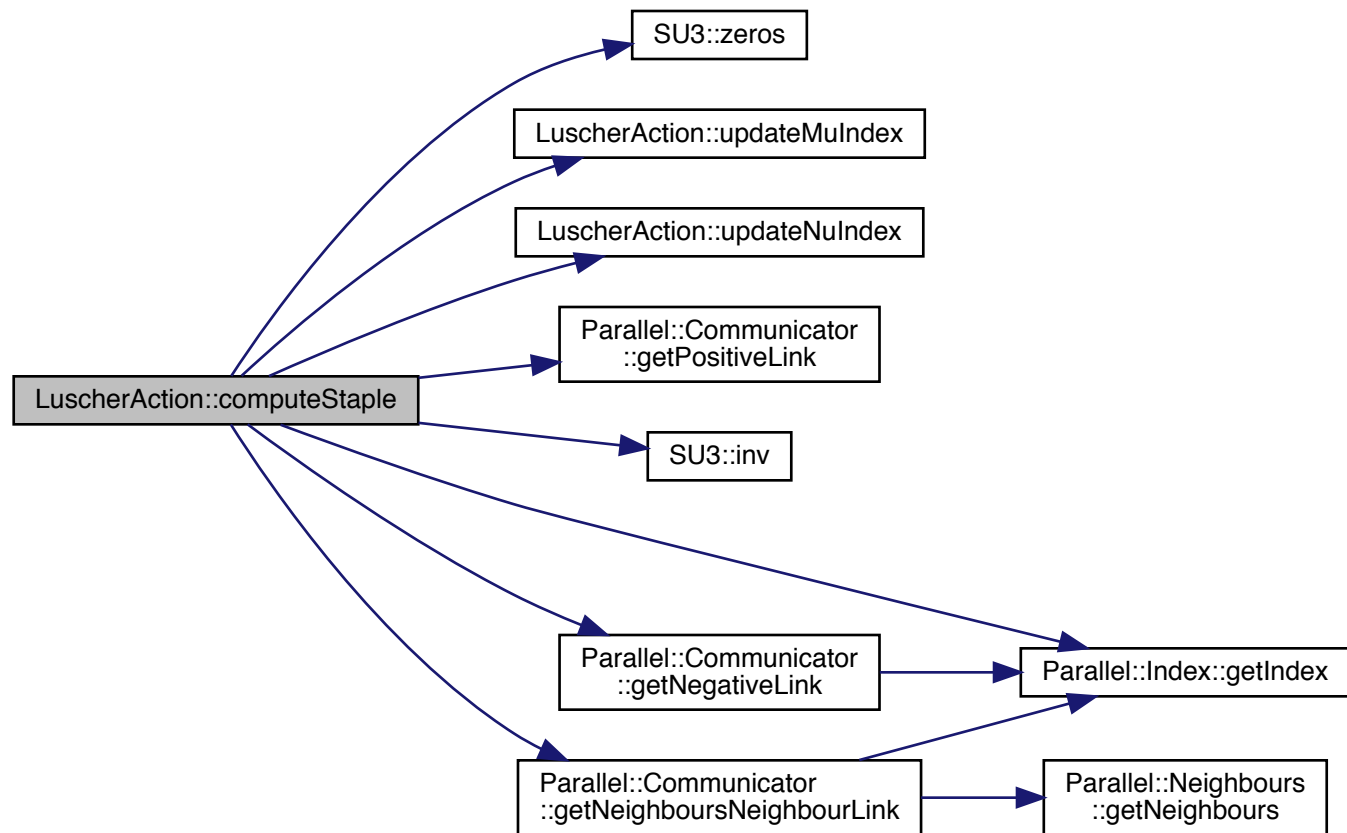 SU3::zeros
LuscherAction::updateMuIndex
LuscherAction::updateNuIndex
Parallel::Communicator
::getPositiveLink
LuscherAction::computeStaple
SU3::inv
Parallel::Communicator
::getNegativeLink
Parallel::Index::getIndex
Parallel::Communicator
::getNeighboursNeighbourLink
Parallel::Neighbours
::getNeighbours